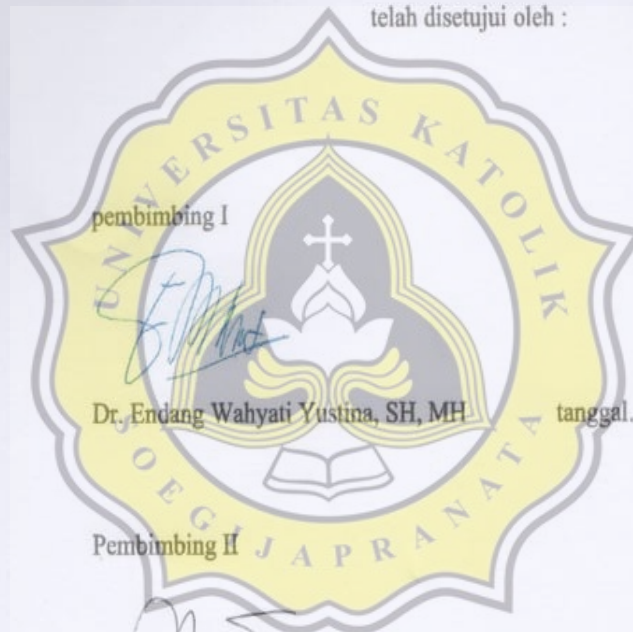 telah disetujui oleh :
UNIVERSITAS KATOLIK
pembimbing I
Dr. Endang Wahyati Yustina, SH, MH tanggal.
SOEGIJAPRANATA
Pembimbing II